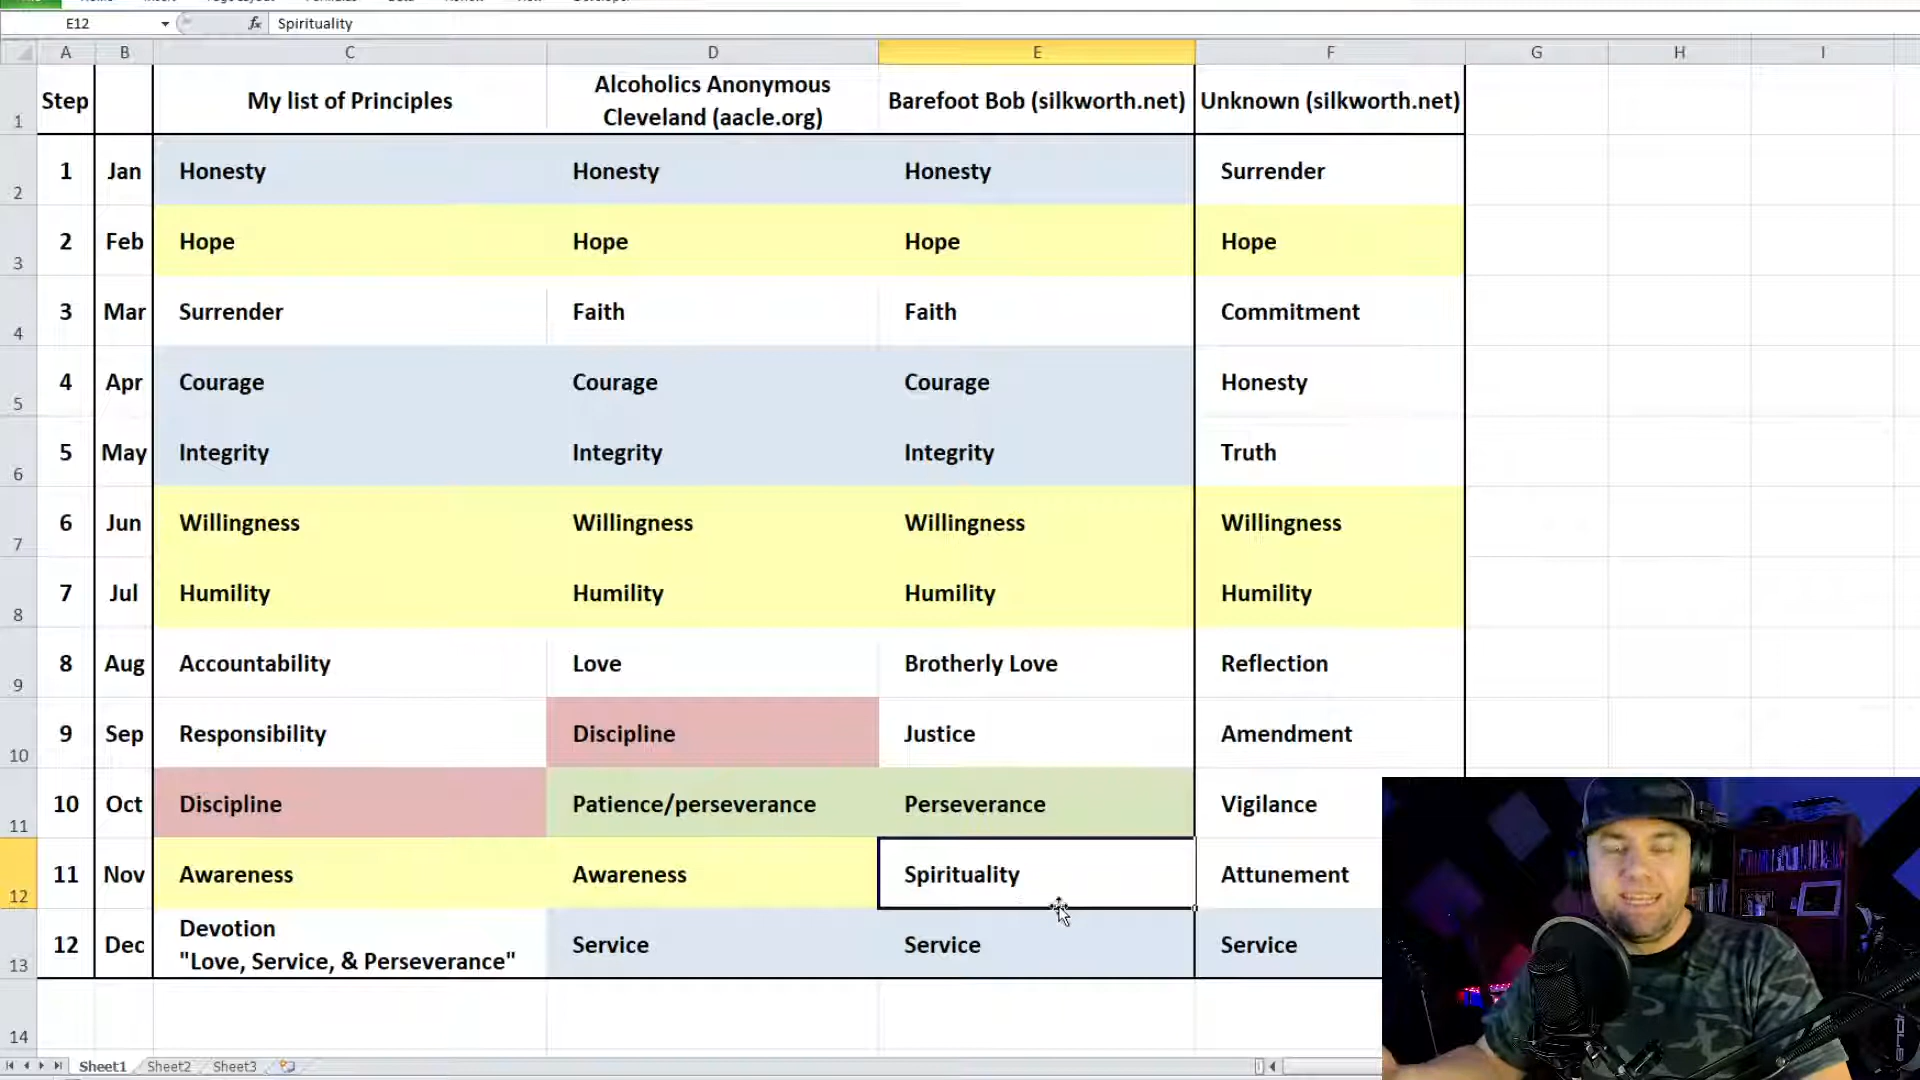 E12 fx Spirituality
A B C D E F G H I
Step My list of Principles Alcoholics Anonymous Barefoot Bob (silkworth.net) Unknown (silkworth.net)
Cleveland (aacle.org)
1
1 Jan Honesty Honesty Honesty Surrender
2
2 Feb Hope Hope Hope Hope
3
3 Mar Surrender Faith Faith Commitment
4
4 Apr Courage Courage Courage Honesty
5
5 May Integrity Integrity Integrity Truth
6
6 Jun Willingness Willingness Willingness Willingness
7
7 Jul Humility Humility Humility Humility
8
8 Aug Accountability Love Brotherly Love Reflection
9
9 Sep Responsibility Discipline Justice Amendment
10
10 Oct Discipline Patience/perseverance Perseverance Vigilance
11
11 Nov Awareness Awareness Spirituality Attunement
12
12 Dec Devotion Service Service Service
"Love, Service, & Perseverance"
13
14
Sheet1 Sheet2 Sheet3